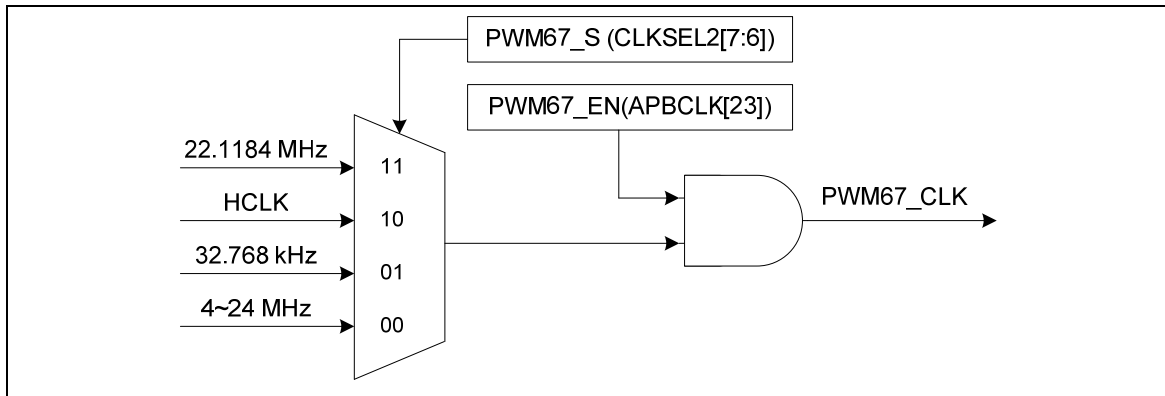 PWM67_S (CLKSEL2[7:6])
PWM67_EN(APBCLK[23])
22.1184 MHz
11
HCLK
10
32.768 kHz
01
4~24 MHz
00
PWM67_CLK